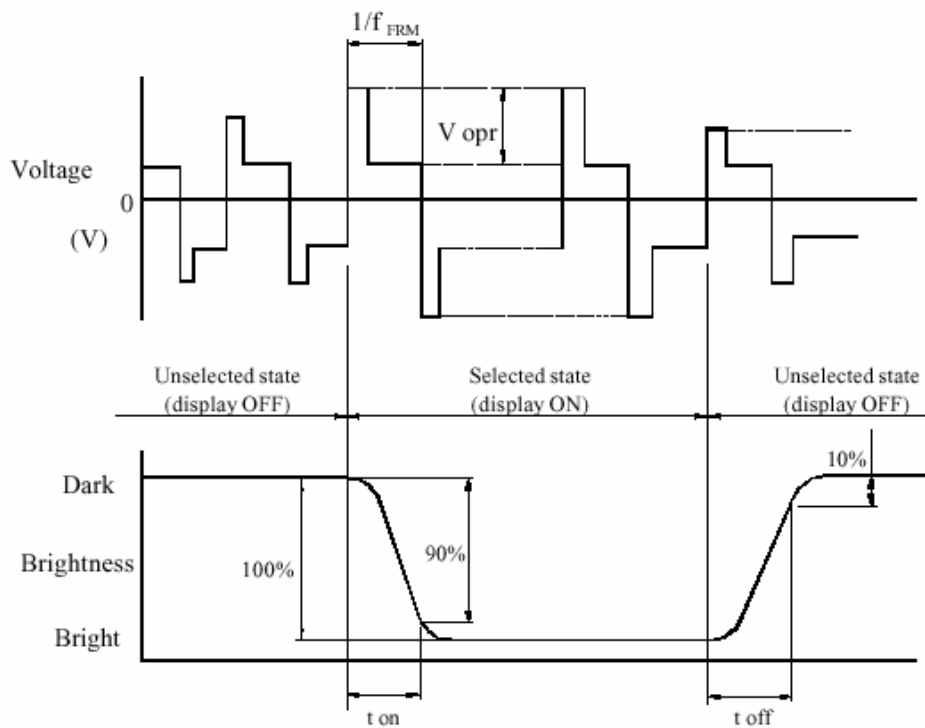 1/f FRM
V opr
Voltage
0
(V)
Unselected state
(display OFF)
Selected state
(display ON)
Unselected state
(display OFF)
10%
Dark
90%
Brightness
100%
Bright
t on
t off